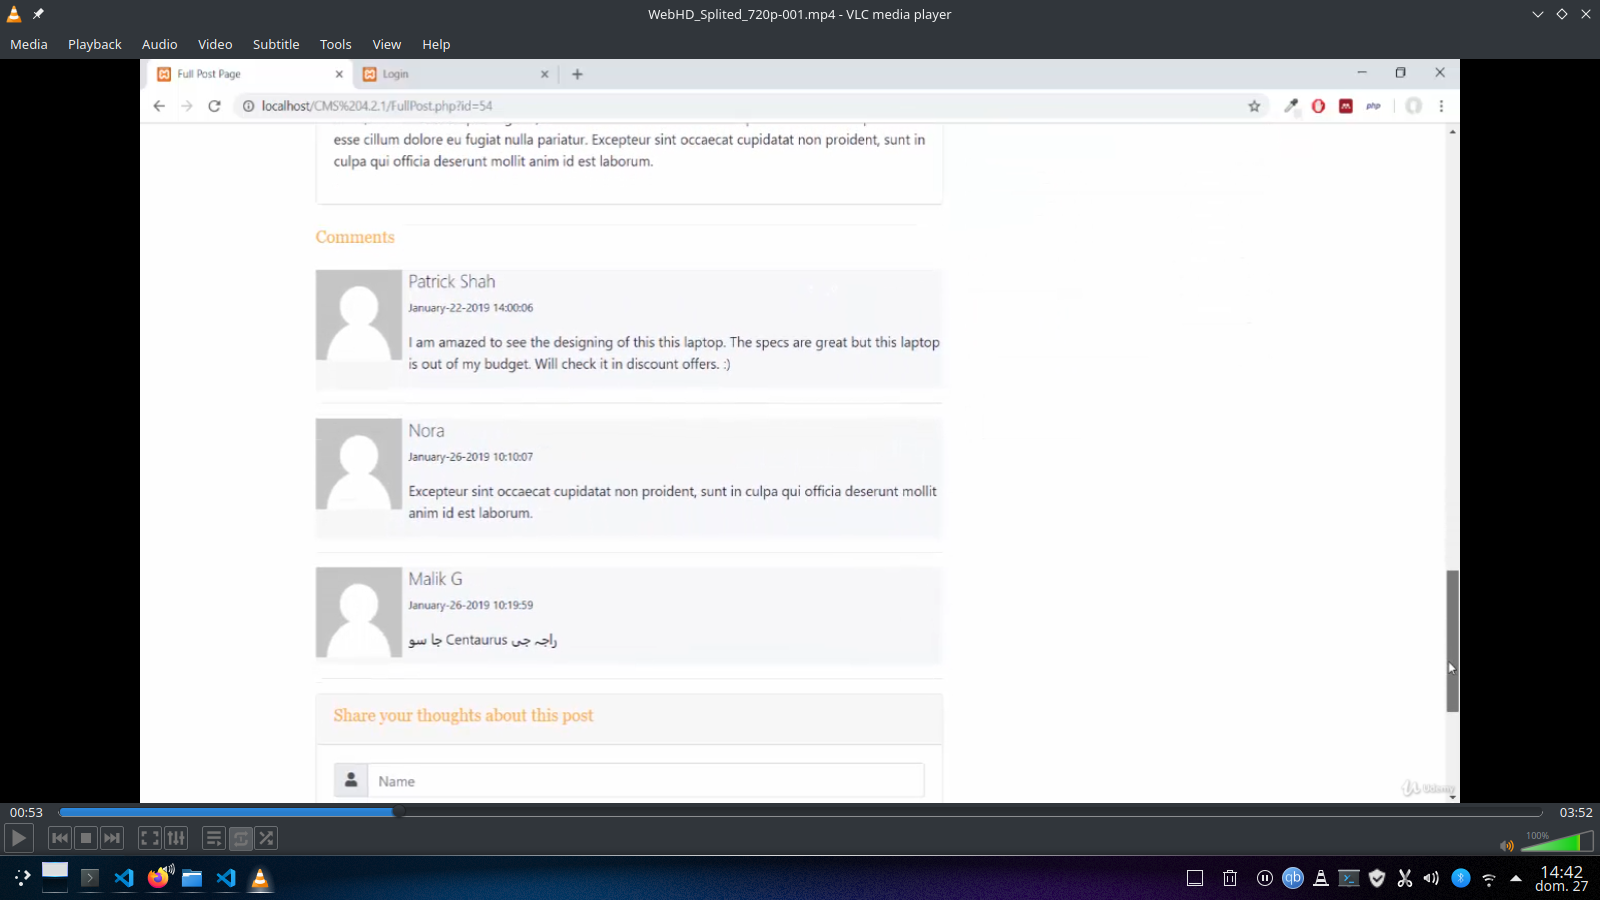 WebHD_Splited_720p-001.mp4 - VLC media player
Media Playback Audio Video Subtitle Tools View Help
Full Post Page
Login
localhost/CMS%204.2.1/FullPost.php?id=54
php
esse cillum dolore eu fugiat nulla pariatur. Excepteur sint occaecat cupidatat non proident, sunt in
culpa qui officia deserunt mollit anim id est laborum.
Comments
Patrick Shah
January-22-2019 14:00:06
I am amazed to see the designing of this this laptop. The specs are great but this laptop
is out of my budget. Will check it in discount offers. :)
Nora
January-26-2019 10:10:07
Excepteur sint occaecat cupidatat non proident, sunt in culpa qui officia deserunt mollit
anim id est laborum.
Malik G
January-26-2019 10:19:59
راجہ جی Centaurus جا سو
Share your thoughts about this post
Name
Udemy
00:53
03:52
100%
qb
14:42
dom. 27